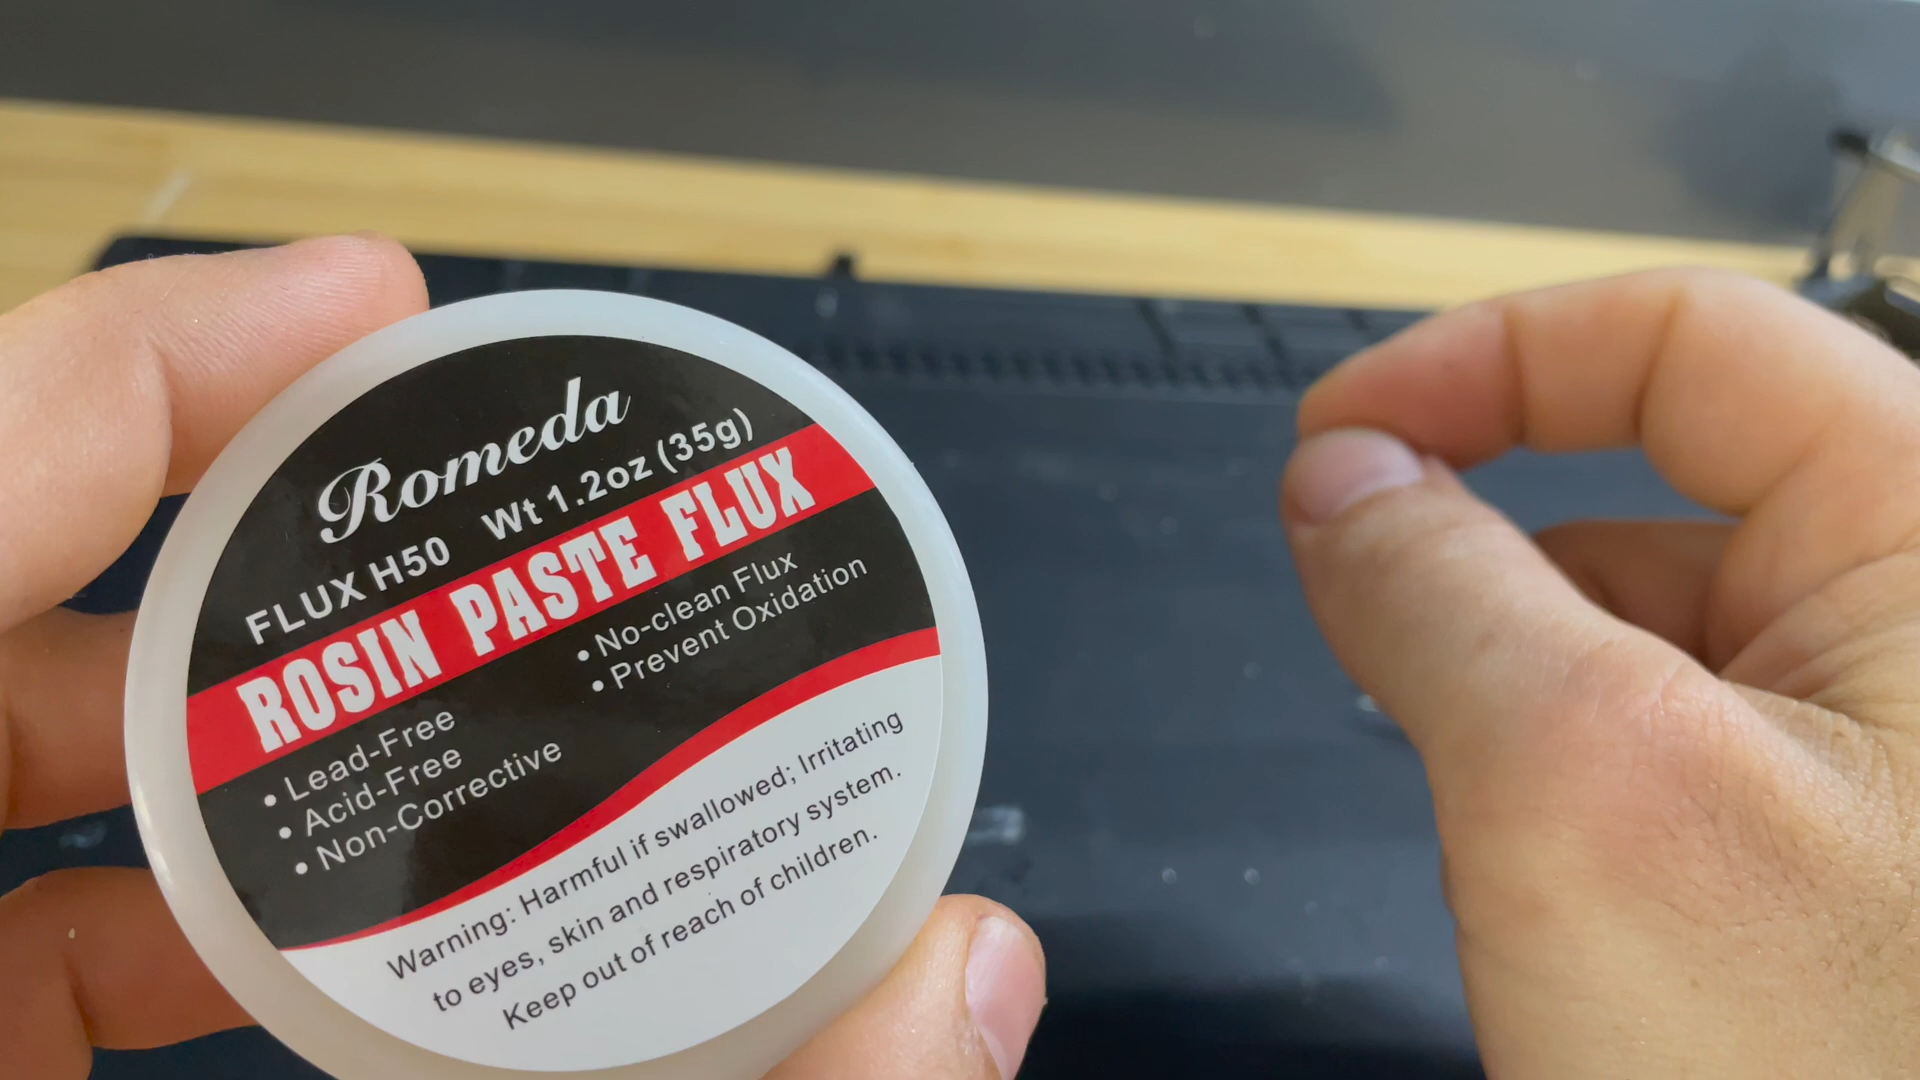 Romeda
FLUX H50 Wt 1.2oz (35g)
ROSIN PASTE FLUX
• Lead-Free
• Acid-Free
• Non-Corrective
• No-clean Flux
• Prevent Oxidation
Warning: Harmful if swallowed; Irritating
to eyes, skin and respiratory system.
Keep out of reach of children.